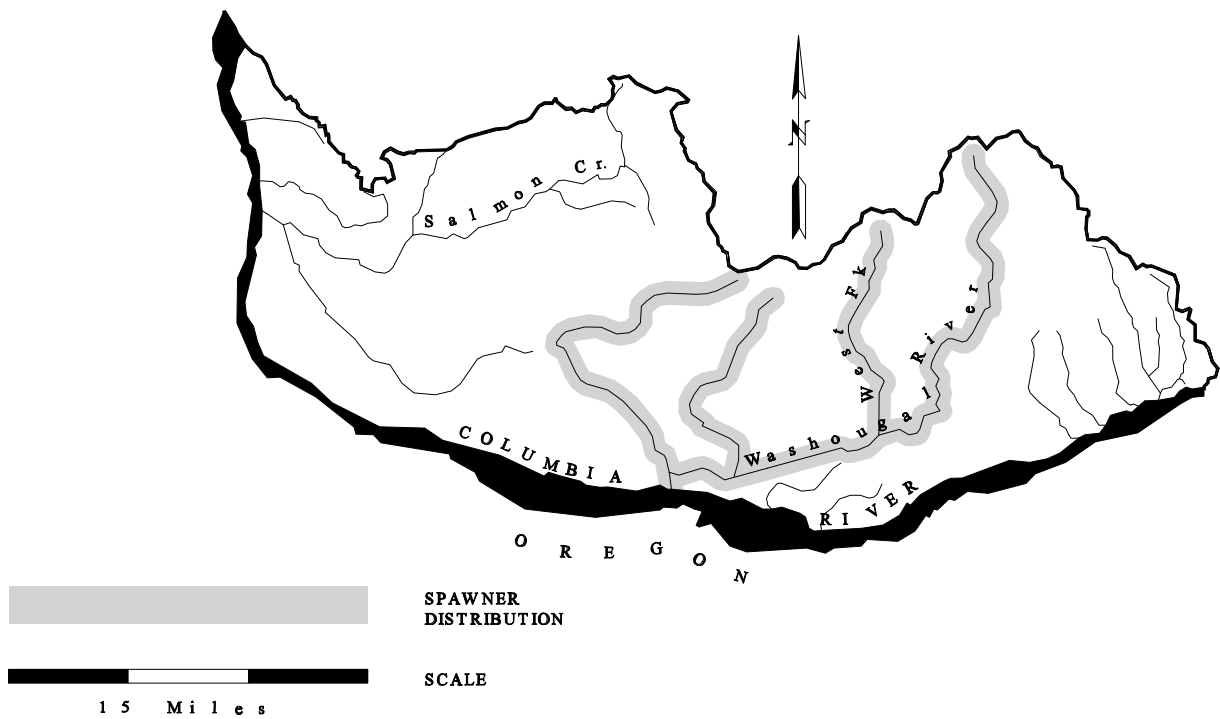 N
Salmon Cr.
West Fk
Washougal River
COLUMBIA
RIVER
OREGON
SPAWNER
DISTRIBUTION
SCALE
15 Miles